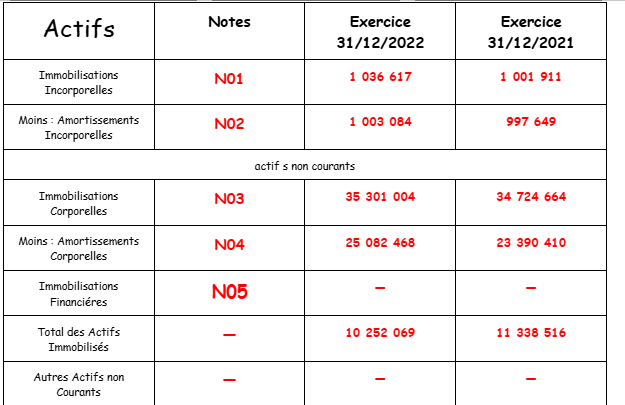 Actifs Notes Exercice 31/12/2022 Exercice 31/12/2021
Immobilisations Incorporelles N01 1 036 617 1 001 911
Moins : Amortissements Incorporelles N02 1 003 084 997 649
actif s non courants
Immobilisations Corporelles N03 35 301 004 34 724 664
Moins : Amortissements Corporelles N04 25 082 468 23 390 410
Immobilisations Financiéres N05 – –
Total des Actifs Immobilisés – 10 252 069 11 338 516
Autres Actifs non Courants – – –